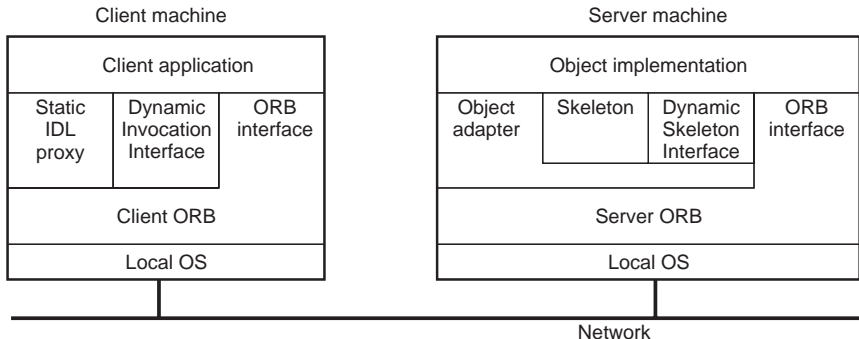 Client machine
Server machine
Client application
Object implementation
Static
IDL
proxy
Dynamic
Invocation
Interface
ORB
interface
Object
adapter
Skeleton
Dynamic
Skeleton
Interface
ORB
interface
Client ORB
Server ORB
Local OS
Local OS
Network